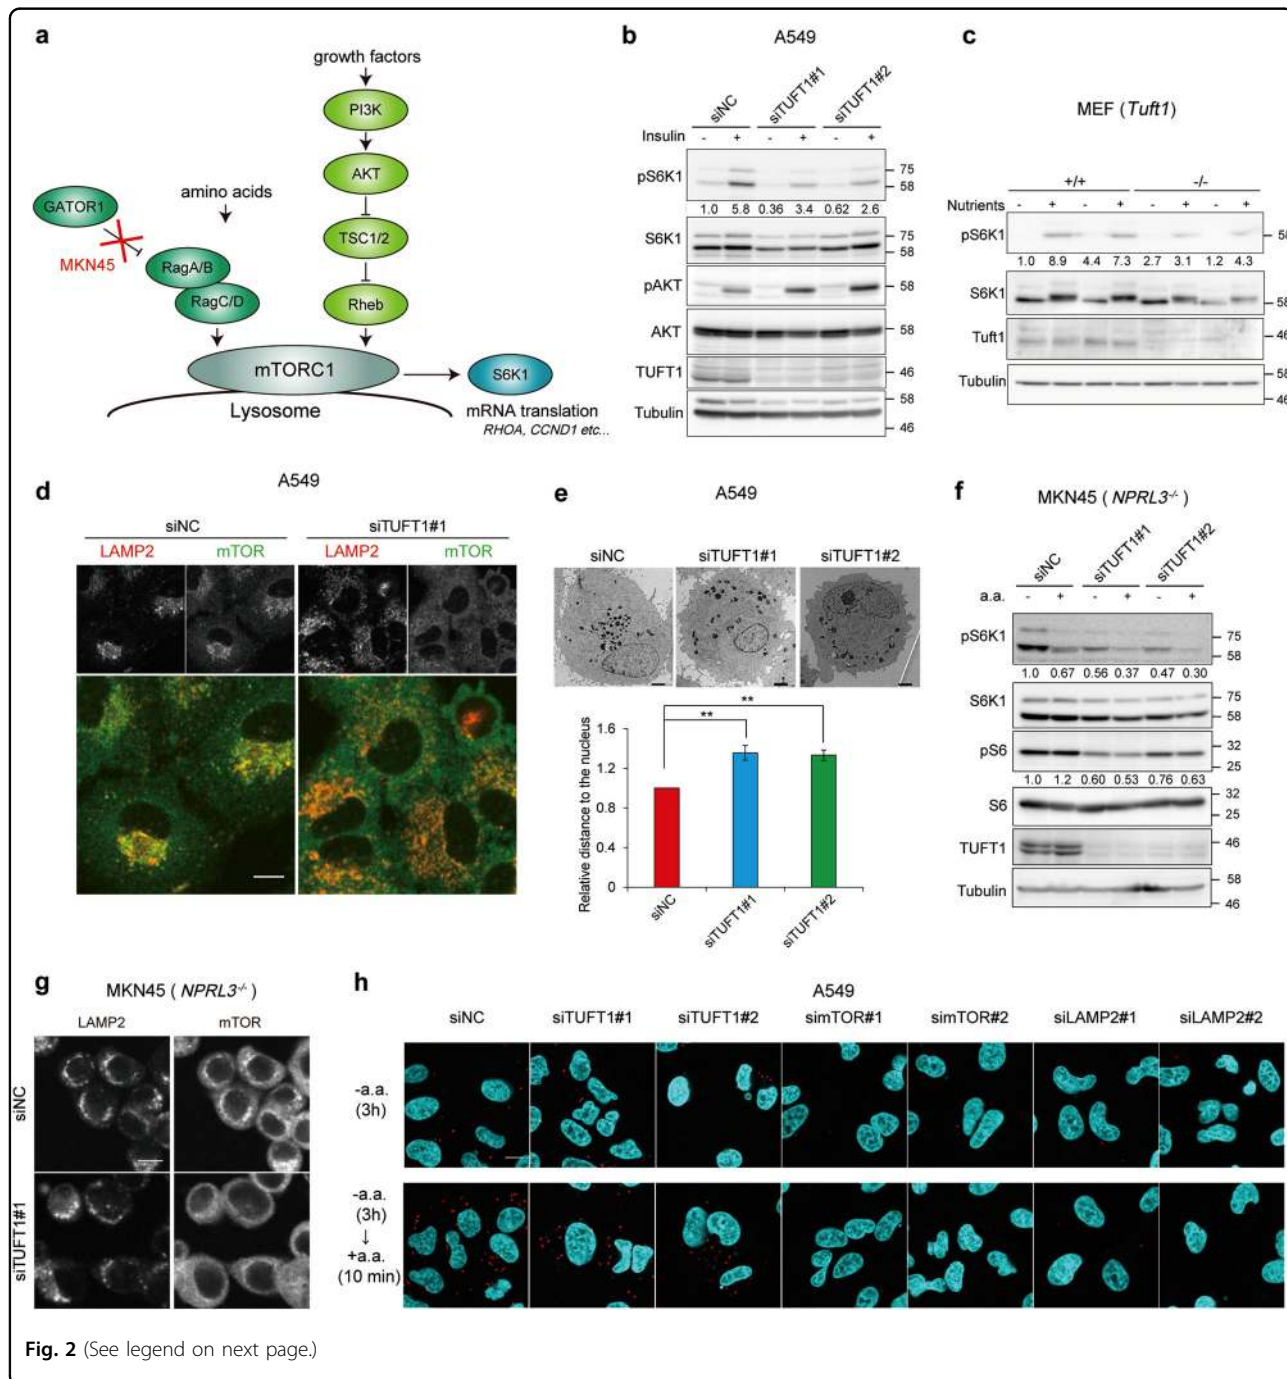 a
growth factors
PI3K
AKT
TSC1/2
Rheb
amino acids
GATOR1
MKN45
RagA/B
RagC/D
mTORC1
S6K1
Lysosome
mRNA translation
RHOA, CCND1 etc...
b
A549
siNC siTUFT1#1 siTUFT1#2
Insulin - + - + - +
pS6K1 75
58
1.0 5.8 0.36 3.4 0.62 2.6
S6K1 75
58
pAKT 58
AKT 58
TUFT1 46
Tubulin 58
46
c
MEF (Tuft1)
+/+ -/-
Nutrients - + - + - + - +
pS6K1 58
1.0 8.9 4.4 7.3 2.7 3.1 1.2 4.3
S6K1 58
Tuft1 46
Tubulin 58
46
d
A549
siNC siTUFT1#1
LAMP2 mTOR LAMP2 mTOR
e
A549
siNC siTUFT1#1 siTUFT1#2
** **
Relative distance to the nucleus
1.6
1.2
0.8
0.4
0
siNC siTUFT1#1 siTUFT1#2
f
MKN45 ( NPRL3-/- )
siNC siTUFT1#1 siTUFT1#2
a.a. - + - + - +
pS6K1 75
58
1.0 0.67 0.56 0.37 0.47 0.30
S6K1 75
58
pS6 32
25
1.0 1.2 0.60 0.53 0.76 0.63
S6 32
25
TUFT1 46
Tubulin 58
46
g
MKN45 ( NPRL3-/- )
LAMP2 mTOR
siNC
siTUFT1#1
h
A549
siNC siTUFT1#1 siTUFT1#2 simTOR#1 simTOR#2 siLAMP2#1 siLAMP2#2
-a.a.
(3h)
-a.a.
(3h)
↓
+a.a.
(10 min)
Fig. 2 (See legend on next page.)